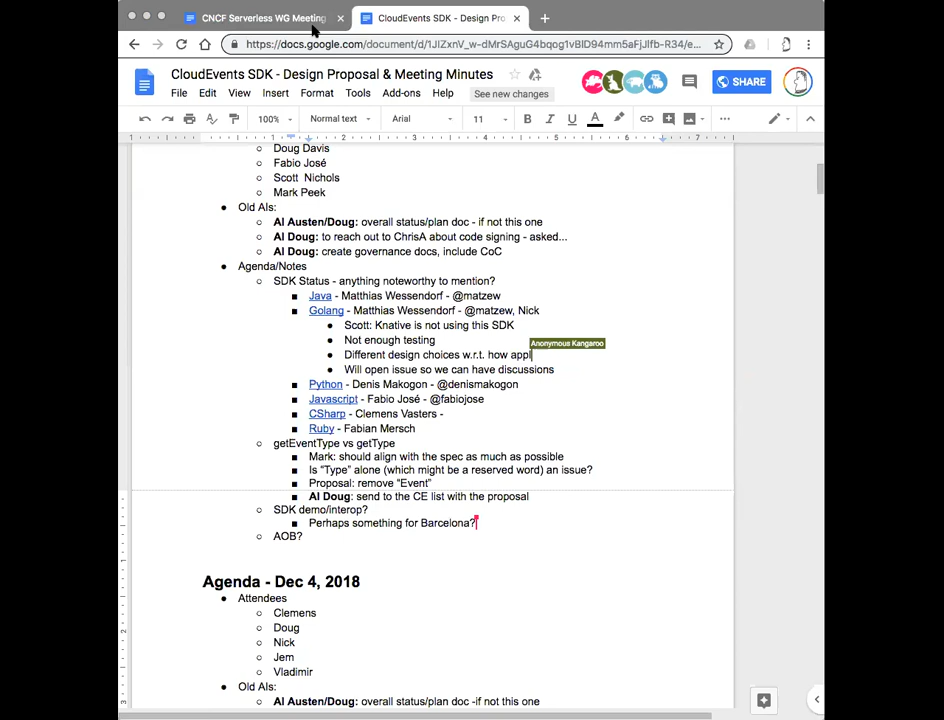 CNCF Serverless WG Meeting
CloudEvents SDK - Design Pro
https://docs.google.com/document/d/1JIZxnV_w-dMrSAguG4bqog1vBlD94mm5aFjJlfb-R34/e...
CloudEvents SDK - Design Proposal & Meeting Minutes
File Edit View Insert Format Tools Add-ons Help See new changes
SHARE
100% Normal text Arial 11 B I U A
1 2 3 4 5 6 7
Doug Davis
Fabio José
Scott Nichols
Mark Peek
Old AIs:
AI Austen/Doug: overall status/plan doc - if not this one
AI Doug: to reach out to ChrisA about code signing - asked...
AI Doug: create governance docs, include CoC
Agenda/Notes
SDK Status - anything noteworthy to mention?
Java - Matthias Wessendorf - @matzew
Golang - Matthias Wessendorf - @matzew, Nick
Scott: Knative is not using this SDK
Not enough testing
Anonymous Kangaroo
Different design choices w.r.t. how appl
Will open issue so we can have discussions
Python - Denis Makogon - @denismakogon
Javascript - Fabio José - @fabiojose
CSharp - Clemens Vasters -
Ruby - Fabian Mersch
getEventType vs getType
Mark: should align with the spec as much as possible
Is “Type” alone (which might be a reserved word) an issue?
Proposal: remove “Event”
AI Doug: send to the CE list with the proposal
SDK demo/interop?
Perhaps something for Barcelona?
AOB?
Agenda - Dec 4, 2018
Attendees
Clemens
Doug
Nick
Jem
Vladimir
Old AIs:
AI Austen/Doug: overall status/plan doc -if not this one